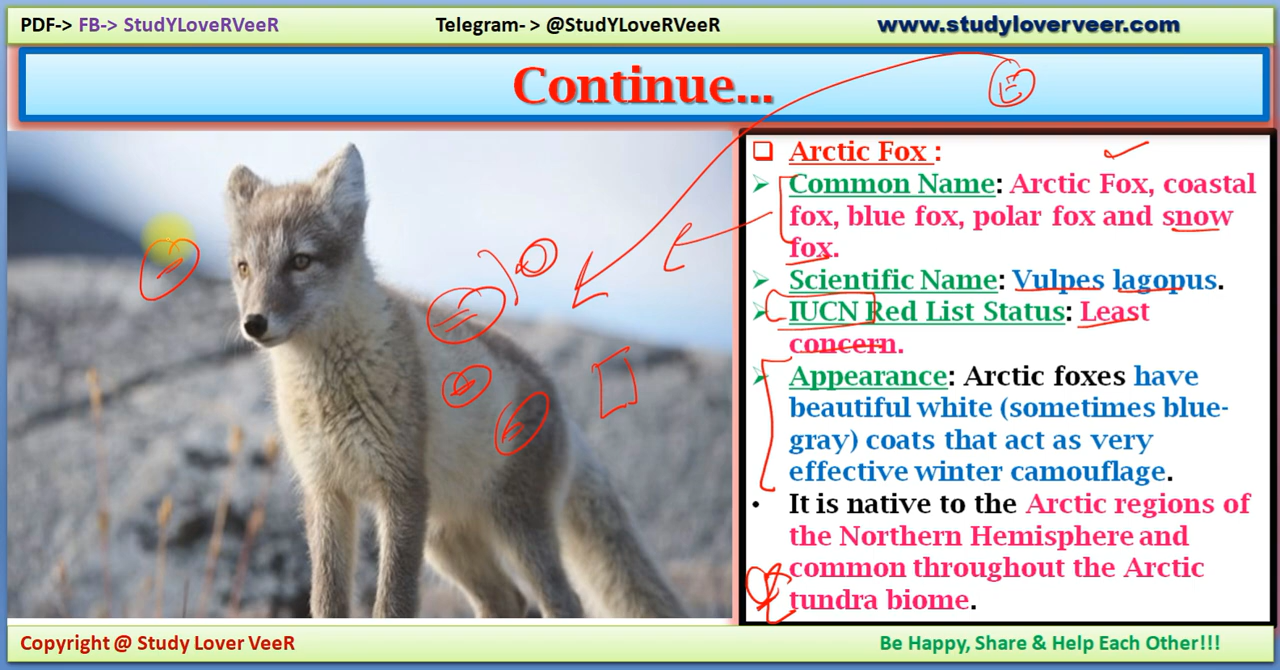 PDF-> FB-> StudYLoveRVeeR
Telegram- > @StudYLoveRVeeR
www.studyloverveer.com
Continue...
Arctic Fox :
Common Name: Arctic Fox, coastal
fox, blue fox, polar fox and snow
fox.
Scientific Name: Vulpes lagopus.
IUCN Red List Status: Least
concern.
Appearance: Arctic foxes have
beautiful white (sometimes blue-
gray) coats that act as very
effective winter camouflage.
It is native to the Arctic regions of
the Northern Hemisphere and
common throughout the Arctic
tundra biome.
Copyright @ Study Lover VeeR
Be Happy, Share & Help Each Other!!!